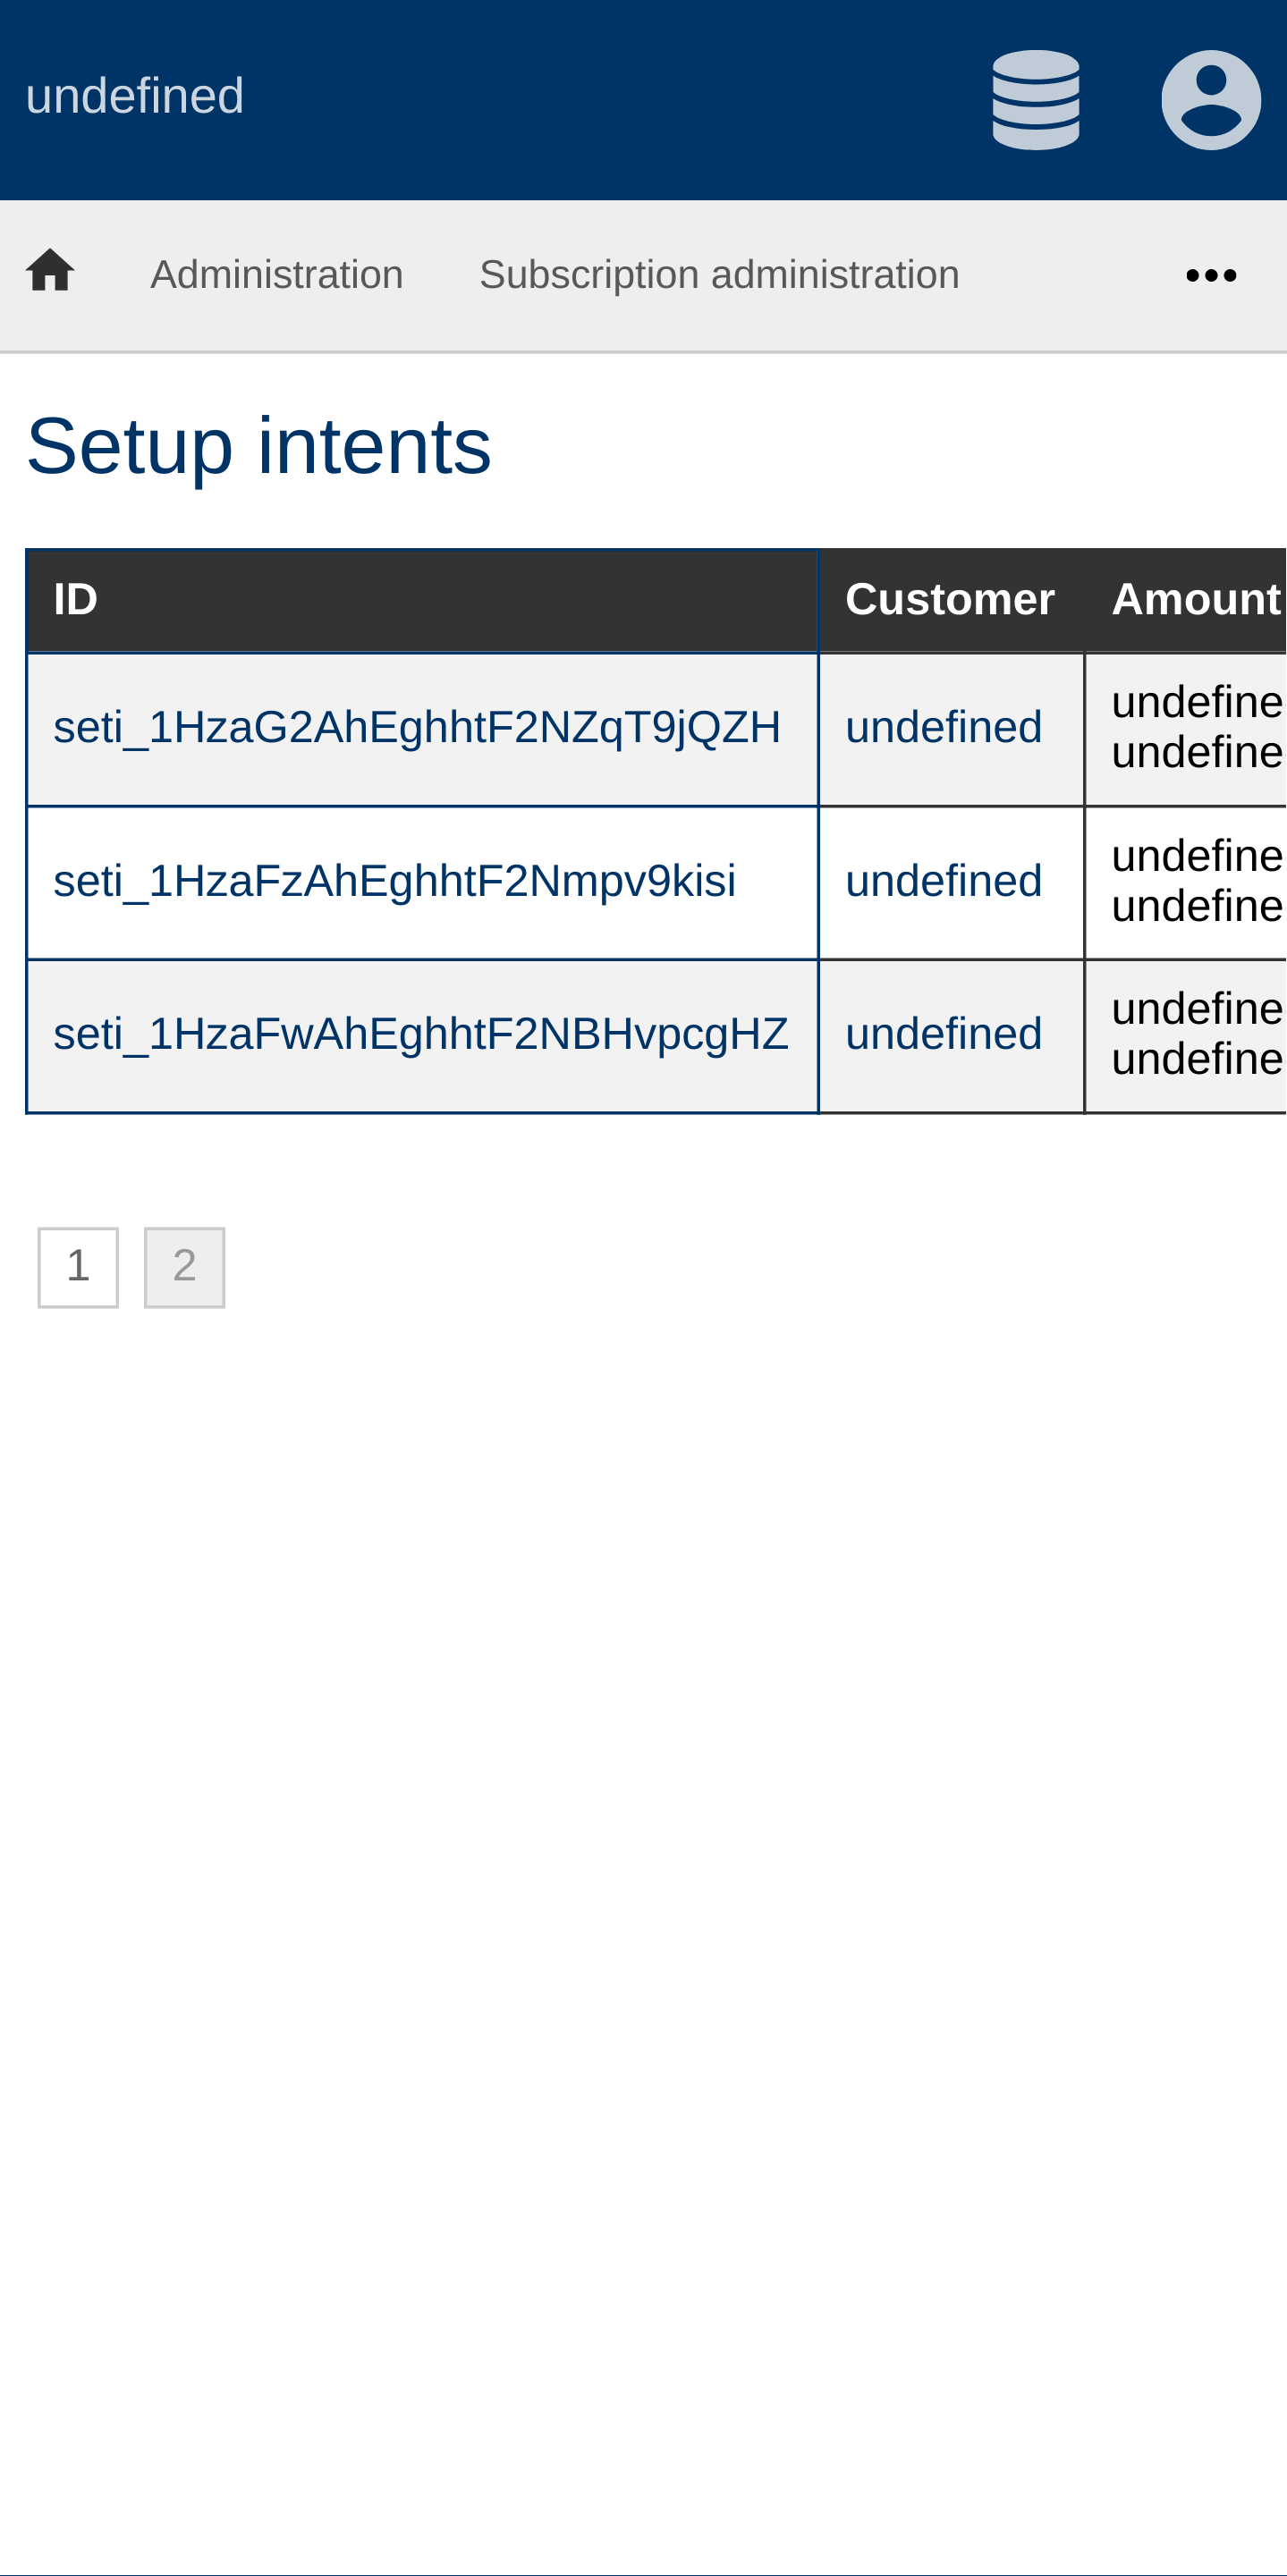 undefined
Administration Subscription administration
Setup intents
ID Customer Amount
seti_1HzaG2AhEghhtF2NZqT9jQZH undefined undefine
undefine
seti_1HzaFzAhEghhtF2Nmpv9kisi undefined undefine
undefine
seti_1HzaFwAhEghhtF2NBHvpcgHZ undefined undefine
undefine
1 2